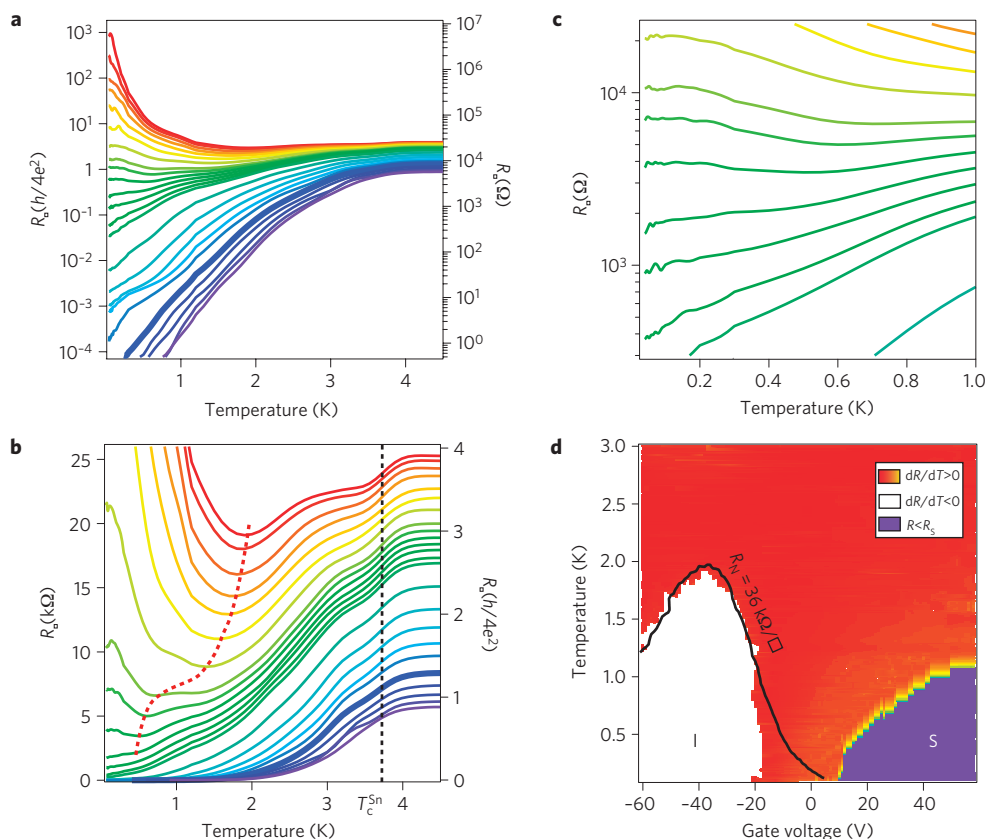 a
10³
10²
10
1
10⁻¹
10⁻²
10⁻³
10⁻⁴
R□(h/4e²)
10⁷
10⁶
10⁵
10⁴
10³
10²
10¹
10⁰
R□(Ω)
1
2
3
4
Temperature (K)
b
25
20
15
10
5
0
R□(kΩ)
4
3
2
1
0
R□(h/4e²)
1
2
3
T_c^Sn
4
Temperature (K)
c
10⁴
10³
R□(Ω)
0.2
0.4
0.6
0.8
1.0
Temperature (K)
d
3.0
2.5
2.0
1.5
1.0
0.5
Temperature (K)
dR/dT>0
dR/dT<0
R<R_S
R_N = 36 kΩ/□
I
S
–60
–40
–20
0
20
40
Gate voltage (V)